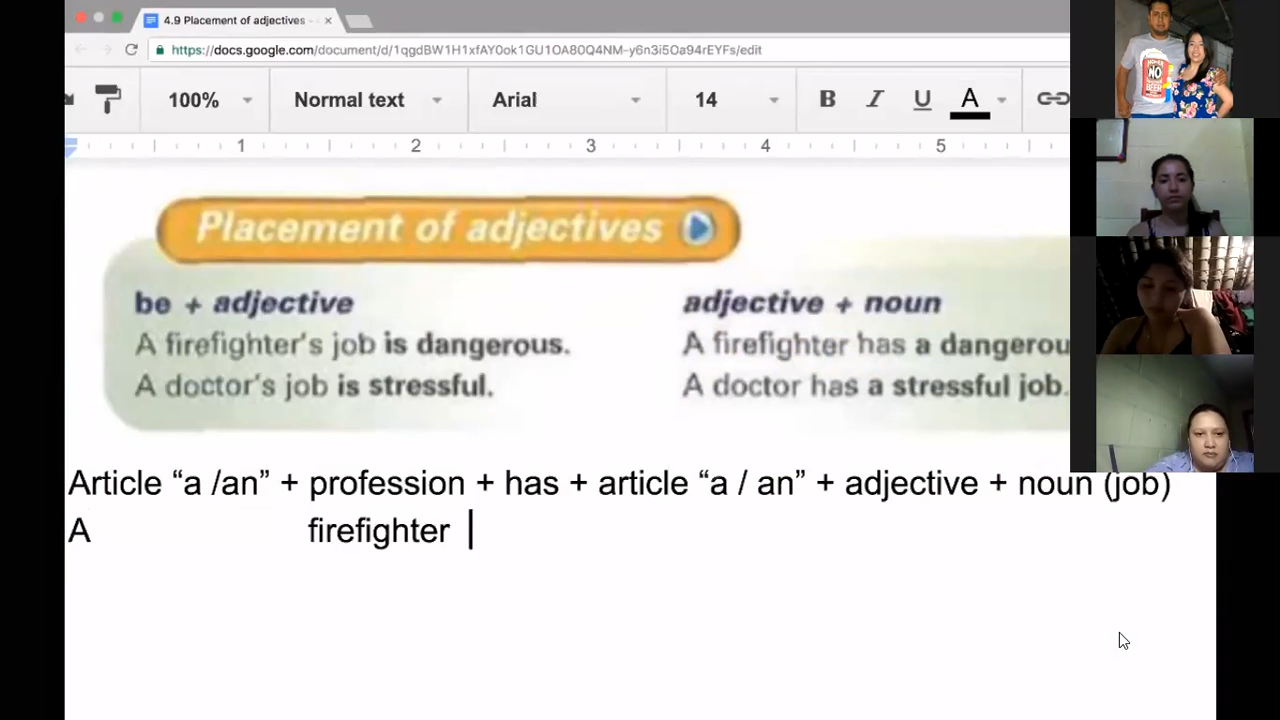 4.9 Placement of adjectives
https://docs.google.com/document/d/1qgdBW1H1xfAY0ok1GU1OA80Q4NM-y6n3i5Oa94rEYFs/edit
100% Normal text Arial 14 B I U A
1 2 3 4 5
Placement of adjectives
be + adjective
A firefighter's job is dangerous.
A doctor's job is stressful.
adjective + noun
A firefighter has a dangerou
A doctor has a stressful job.
Article “a /an” + profession + has + article “a / an” + adjective + noun (job)
A firefighter
NO
BEER